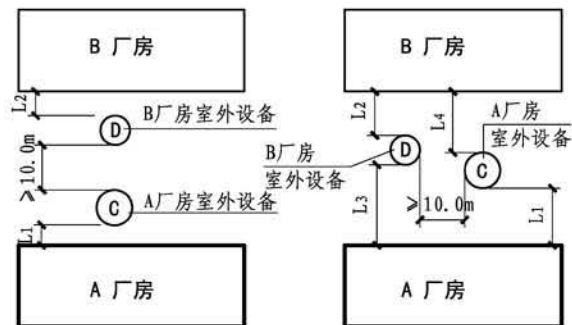 B 厂房
L2
D
B厂房室外设备
≥10.0m
C
A厂房室外设备
L1
A 厂房
B 厂房
L2
L4
A厂房
室外设备
B厂房
室外设备
D
C
L3
≥10.0m
L1
A 厂房